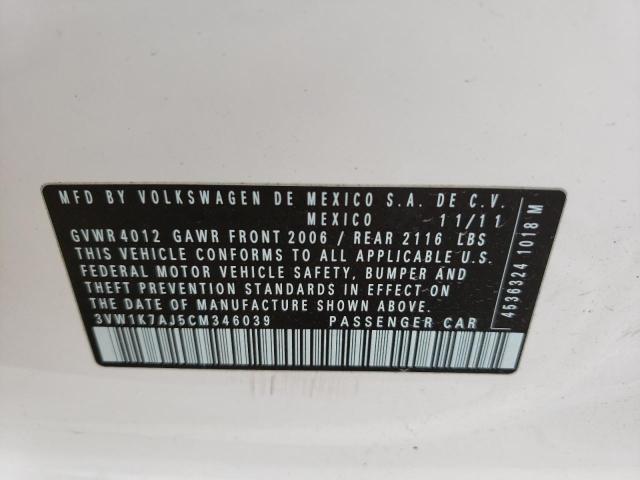 MFD BY VOLKSWAGEN DE MEXICO S.A. DE C.V.
MEXICO 11/11
GVWR 4012 GAWR FRONT 2006 / REAR 2116 LBS
THIS VEHICLE CONFORMS TO ALL APPLICABLE U.S.
FEDERAL MOTOR VEHICLE SAFETY, BUMPER AND
THEFT PREVENTION STANDARDS IN EFFECT ON
THE DATE OF MANUFACTURE SHOWN ABOVE.
3VW1K7AJ5CM346039 PASSENGER CAR
4536324 1018 M